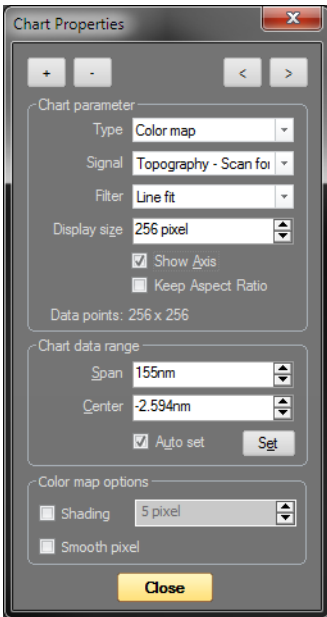 Chart Properties
+ - < >
Chart parameter
Type Color map
Signal Topography - Scan for
Filter Line fit
Display size 256 pixel
Show Axis
Keep Aspect Ratio
Data points: 256 x 256
Chart data range
Span 155nm
Center -2.594nm
Auto set Set
Color map options
Shading 5 pixel
Smooth pixel
Close